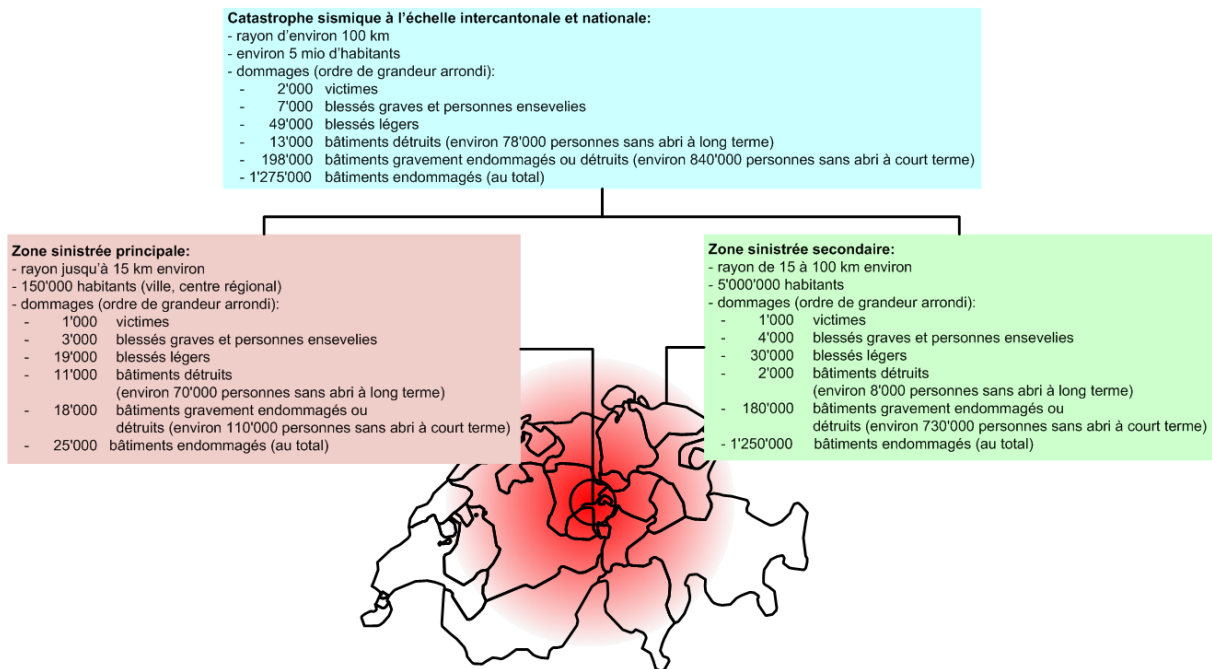 Catastrophe sismique à l'échelle intercantonale et nationale:
- rayon d'environ 100 km
- environ 5 mio d'habitants
- dommages (ordre de grandeur arrondi):
- 2'000 victimes
- 7'000 blessés graves et personnes ensevelies
- 49'000 blessés légers
- 13'000 bâtiments détruits (environ 78'000 personnes sans abri à long terme)
- 198'000 bâtiments gravement endommagés ou détruits (environ 840'000 personnes sans abri à court terme)
- 1'275'000 bâtiments endommagés (au total)
Zone sinistrée principale:
- rayon jusqu'à 15 km environ
- 150'000 habitants (ville, centre régional)
- dommages (ordre de grandeur arrondi):
- 1'000 victimes
- 3'000 blessés graves et personnes ensevelies
- 19'000 blessés légers
- 11'000 bâtiments détruits
(environ 70'000 personnes sans abri à long terme)
- 18'000 bâtiments gravement endommagés ou
détruits (environ 110'000 personnes sans abri à court terme)
- 25'000 bâtiments endommagés (au total)
Zone sinistrée secondaire:
- rayon de 15 à 100 km environ
- 5'000'000 habitants
- dommages (ordre de grandeur arrondi):
- 1'000 victimes
- 4'000 blessés graves et personnes ensevelies
- 30'000 blessés légers
- 2'000 bâtiments détruits
(environ 8'000 personnes sans abri à long terme)
- 180'000 bâtiments gravement endommagés ou
détruits (environ 730'000 personnes sans abri à court terme)
- 1'250'000 bâtiments endommagés (au total)